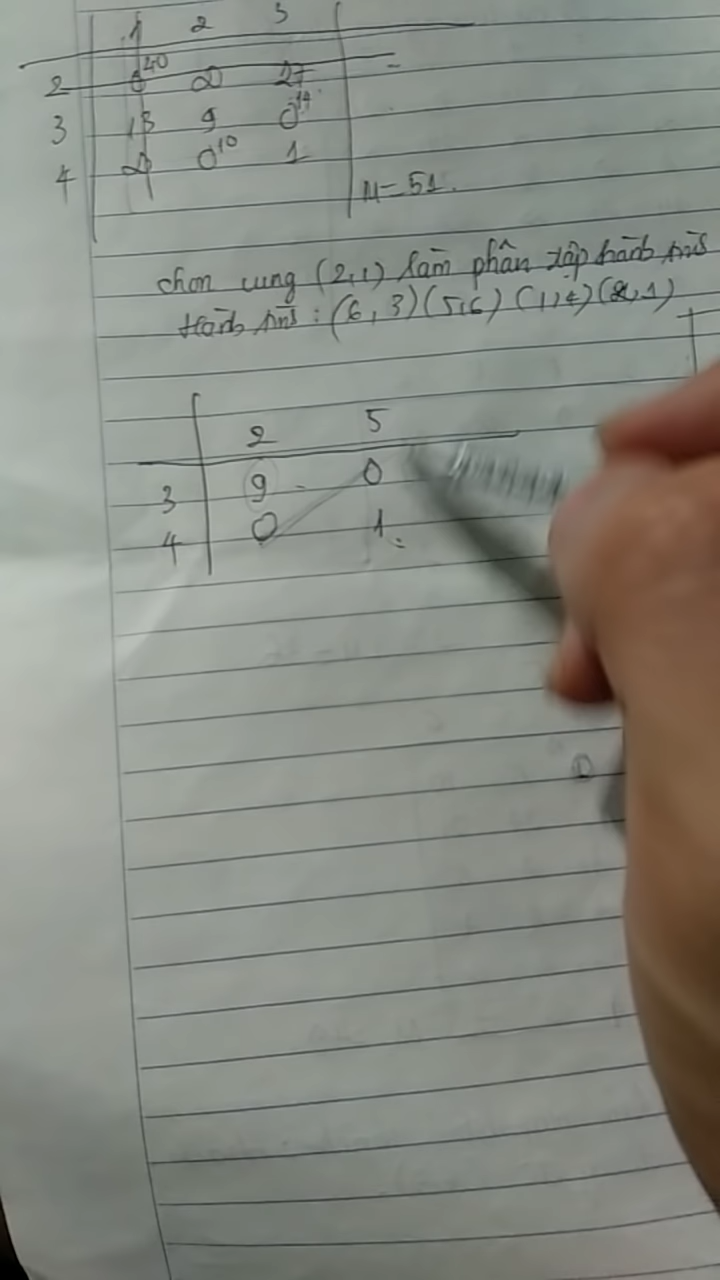 1 2 3
2 0⁴⁰ ∞ 27
3 13 9 0¹⁴
4 ∞ 0¹⁰ 1
M=51.
chọn cung (2,1) làm phân tập hành
hành : (6,3)(5,6) (1,4)(2,1)
2 5
3 9 0
4 0 1